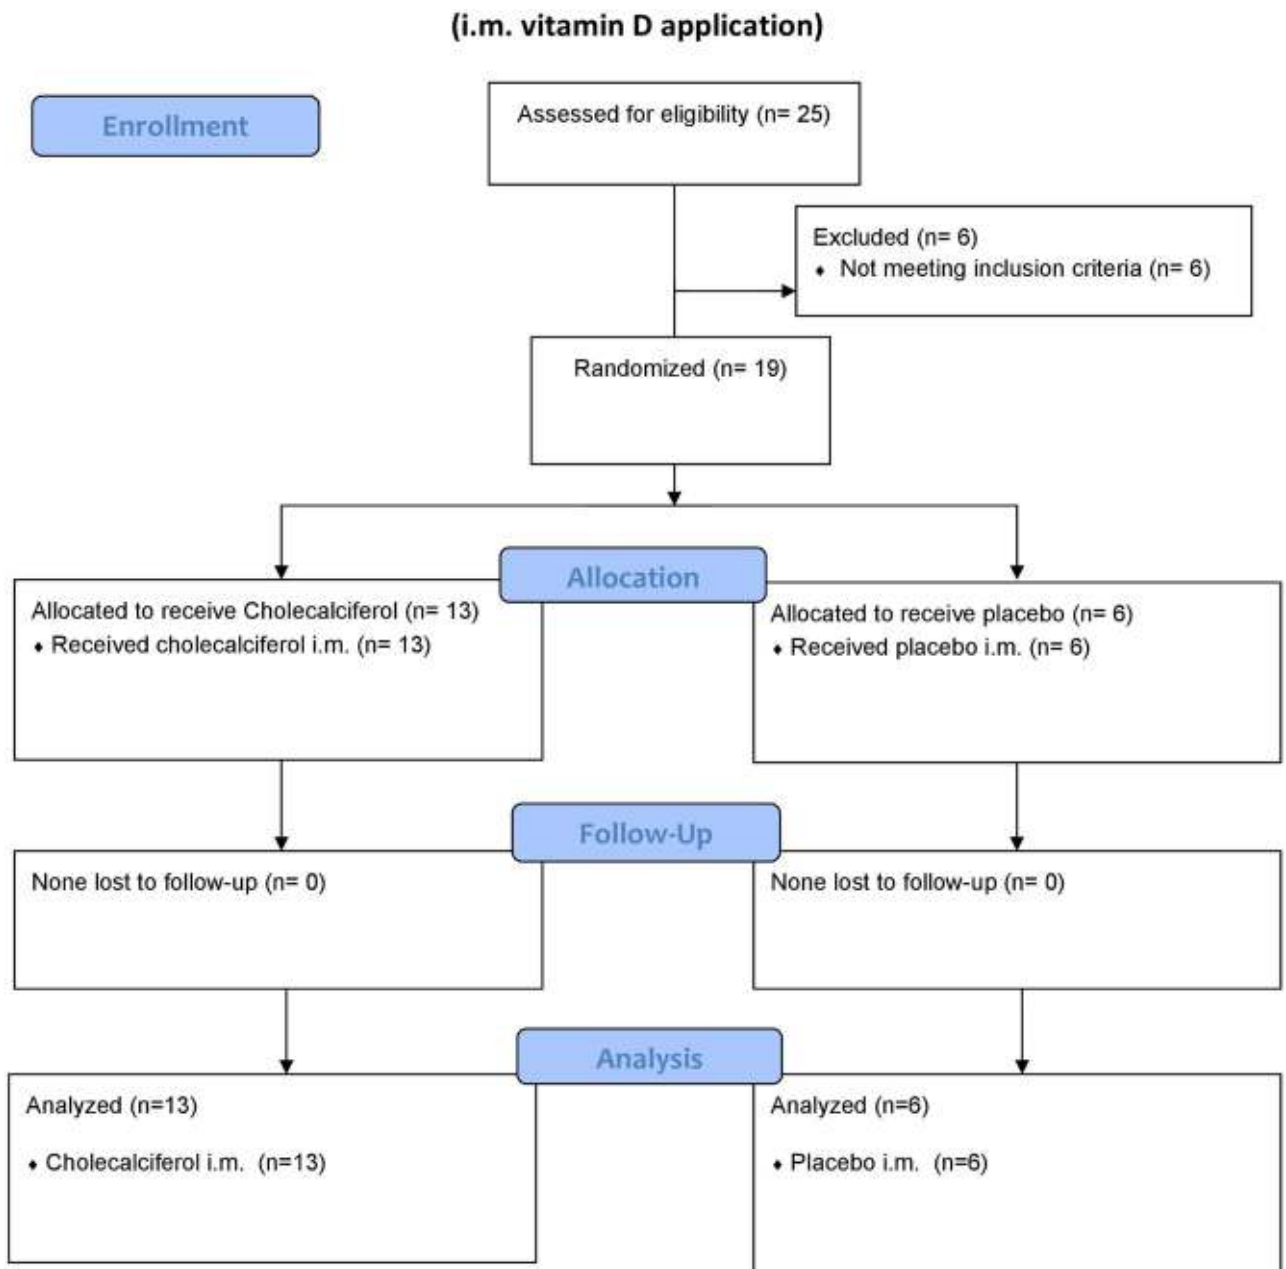 (i.m. vitamin D application)
Enrollment
Assessed for eligibility (n= 25)
Excluded (n= 6)
♦ Not meeting inclusion criteria (n= 6)
Randomized (n= 19)
Allocation
Allocated to receive Cholecalciferol (n= 13)
♦ Received cholecalciferol i.m. (n= 13)
Allocated to receive placebo (n= 6)
♦ Received placebo i.m. (n= 6)
Follow-Up
None lost to follow-up (n= 0)
None lost to follow-up (n= 0)
Analysis
Analyzed (n=13)
♦ Cholecalciferol i.m. (n=13)
Analyzed (n=6)
♦ Placebo i.m. (n=6)